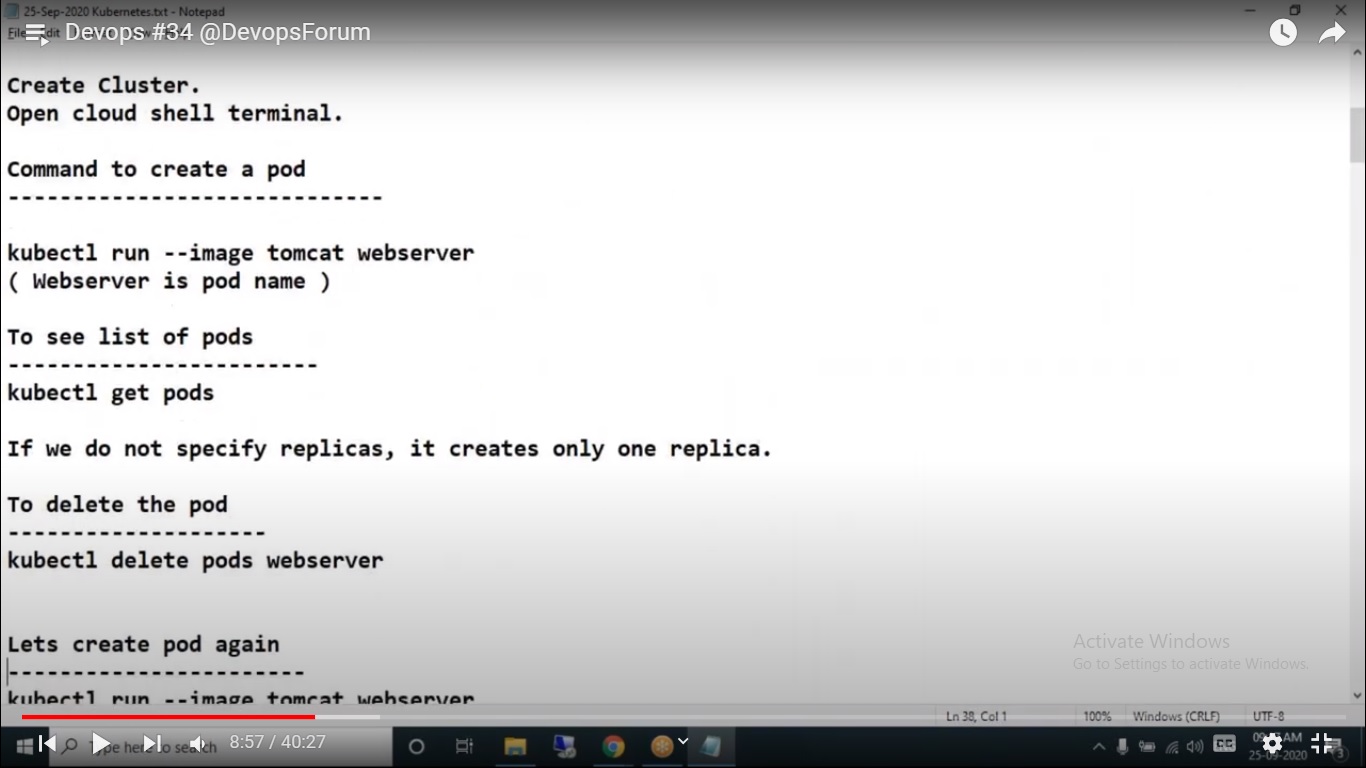 25-Sep-2020 Kubernetes.txt - Notepad
Devops #34 @DevopsForum
Create Cluster.
Open cloud shell terminal.
Command to create a pod
-----------------------------
kubectl run --image tomcat webserver
( Webserver is pod name )
To see list of pods
------------------------
kubectl get pods
If we do not specify replicas, it creates only one replica.
To delete the pod
--------------------
kubectl delete pods webserver
Lets create pod again
-----------------------
kubectl run --image tomcat webserver
Activate Windows
Go to Settings to activate Windows.
Ln 38, Col 1
100%
Windows (CRLF)
UTF-8
Type here to search
8:57 / 40:27
CC
AM
25-09-2020
3